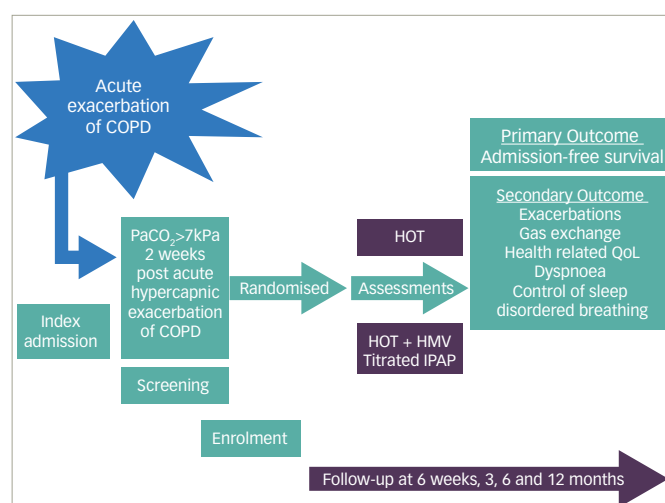 Acute
exacerbation
of COPD
PaCO₂>7kPa
2 weeks
post acute
hypercapnic
exacerbation
of COPD
Index
admission
Screening
Enrolment
Randomised
HOT
Assessments
HOT + HMV
Titrated IPAP
Primary Outcome
Admission-free survival
Secondary Outcome
Exacerbations
Gas exchange
Health related QoL
Dyspnoea
Control of sleep
disordered breathing
Follow-up at 6 weeks, 3, 6 and 12 months